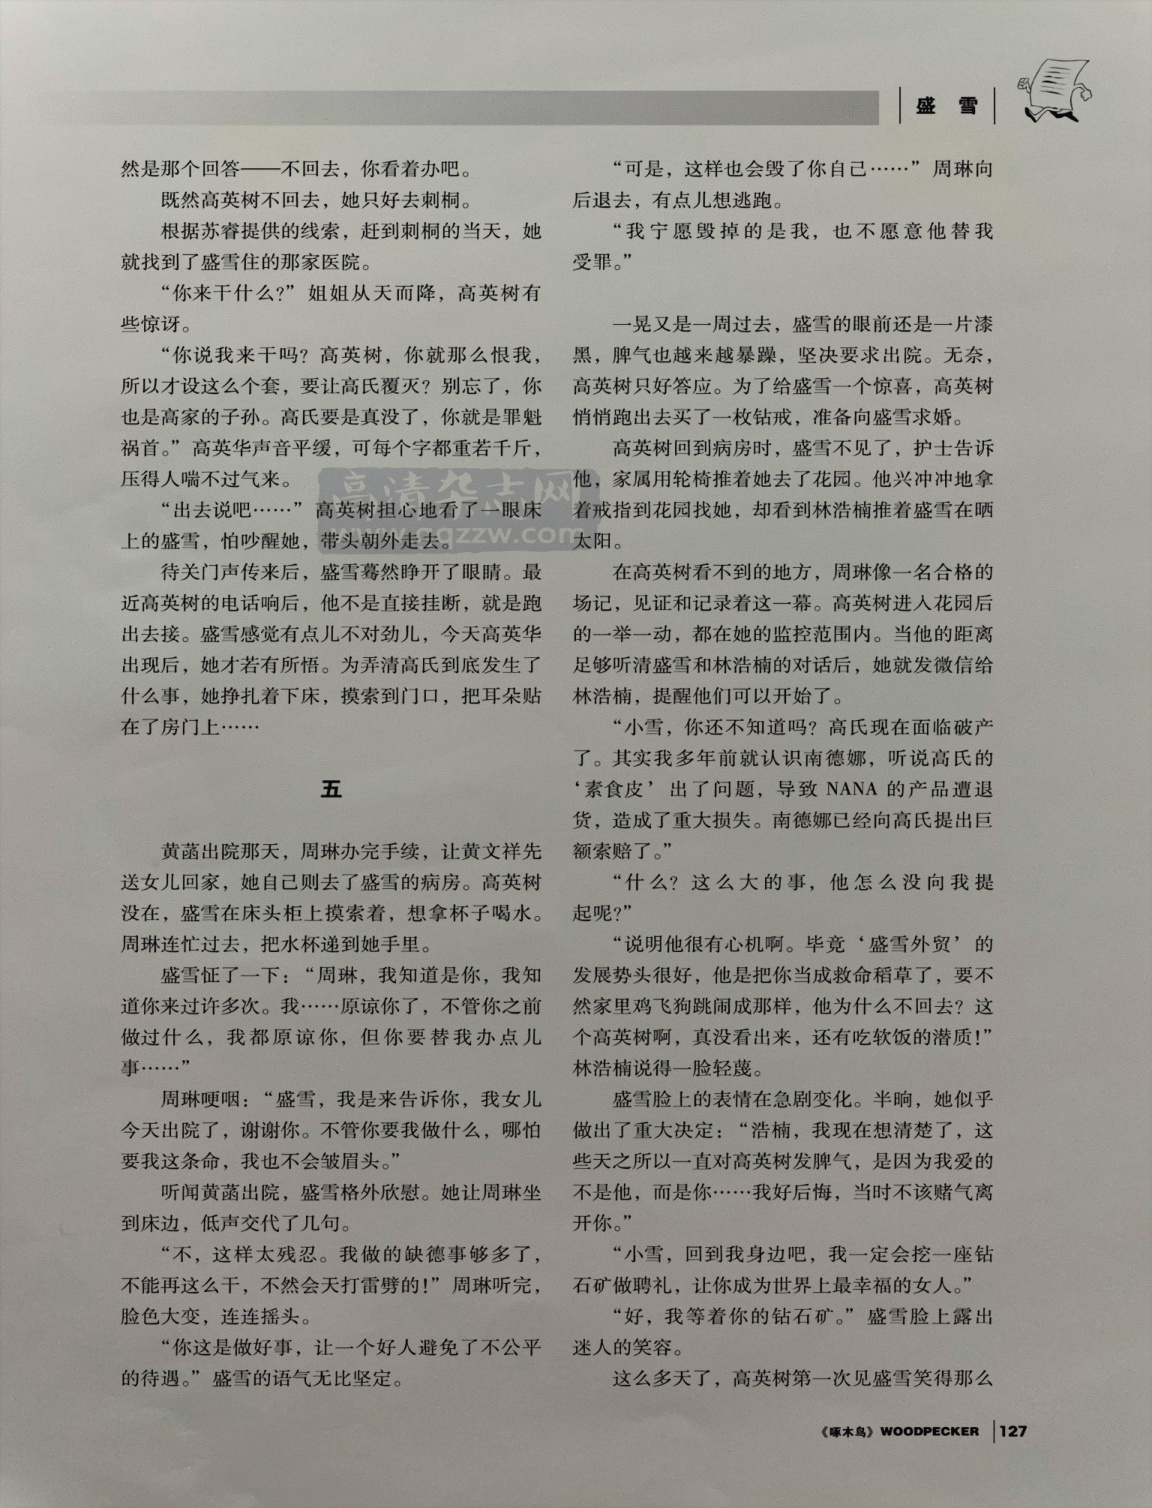 盛 雪
然是那个回答——不回去，你看着办吧。
既然高英树不回去，她只好去刺桐。
根据苏睿提供的线索，赶到刺桐的当天，她
就找到了盛雪住的那家医院。
“你来干什么?”姐姐从天而降，高英树有
些惊讶。
“你说我来干吗？高英树，你就那么恨我，
所以才设这么个套，要让高氏覆灭？别忘了，你
也是高家的子孙。高氏要是真没了，你就是罪魁
祸首。”高英华声音平缓，可每个字都重若千斤，
压得人喘不过气来。
“出去说吧……”高英树担心地看了一眼床
上的盛雪，怕吵醒她，带头朝外走去。
待关门声传来后，盛雪蓦然睁开了眼睛。最
近高英树的电话响后，他不是直接挂断，就是跑
出去接。盛雪感觉有点儿不对劲儿，今天高英华
出现后，她才若有所悟。为弄清高氏到底发生了
什么事，她挣扎着下床，摸索到门口，把耳朵贴
在了房门上……
五
黄菡出院那天，周琳办完手续，让黄文祥先
送女儿回家，她自己则去了盛雪的病房。高英树
没在，盛雪在床头柜上摸索着，想拿杯子喝水。
周琳连忙过去，把水杯递到她手里。
盛雪怔了一下：“周琳，我知道是你，我知
道你来过许多次。我……原谅你了，不管你之前
做过什么，我都原谅你，但你要替我办点儿
事……”
周琳哽咽：“盛雪，我是来告诉你，我女儿
今天出院了，谢谢你。不管你要我做什么，哪怕
要我这条命，我也不会皱眉头。”
听闻黄菡出院，盛雪格外欣慰。她让周琳坐
到床边，低声交代了几句。
“不，这样太残忍。我做的缺德事够多了，
不能再这么干，不然会天打雷劈的!”周琳听完，
脸色大变，连连摇头。
“你这是做好事，让一个好人避免了不公平
的待遇。”盛雪的语气无比坚定。
“可是，这样也会毁了你自己……”周琳向
后退去，有点儿想逃跑。
“我宁愿毁掉的是我，也不愿意他替我
受罪。”
一晃又是一周过去，盛雪的眼前还是一片漆
黑，脾气也越来越暴躁，坚决要求出院。无奈，
高英树只好答应。为了给盛雪一个惊喜，高英树
悄悄跑出去买了一枚钻戒，准备向盛雪求婚。
高英树回到病房时，盛雪不见了，护士告诉
他，家属用轮椅推着她去了花园。他兴冲冲地拿
着戒指到花园找她，却看到林浩楠推着盛雪在晒
太阳。
在高英树看不到的地方，周琳像一名合格的
场记，见证和记录着这一幕。高英树进入花园后
的一举一动，都在她的监控范围内。当他的距离
足够听清盛雪和林浩楠的对话后，她就发微信给
林浩楠，提醒他们可以开始了。
“小雪，你还不知道吗？高氏现在面临破产
了。其实我多年前就认识南德娜，听说高氏的
‘素食皮’出了问题，导致 NANA 的产品遭退
货，造成了重大损失。南德娜已经向高氏提出巨
额索赔了。”
“什么？这么大的事，他怎么没向我提
起呢?”
“说明他很有心机啊。毕竟‘盛雪外贸’的
发展势头很好，他是把你当成救命稻草了，要不
然家里鸡飞狗跳闹成那样，他为什么不回去？这
个高英树啊，真没看出来，还有吃软饭的潜质!”
林浩楠说得一脸轻蔑。
盛雪脸上的表情在急剧变化。半晌，她似乎
做出了重大决定：“浩楠，我现在想清楚了，这
些天之所以一直对高英树发脾气，是因为我爱的
不是他，而是你……我好后悔，当时不该赌气离
开你。”
“小雪，回到我身边吧，我一定会挖一座钻
石矿做聘礼，让你成为世界上最幸福的女人。”
“好，我等着你的钻石矿。”盛雪脸上露出
迷人的笑容。
这么多天了，高英树第一次见盛雪笑得那么
高清杂志网
www.gqzzw.com
《啄木鸟》WOODPECKER 127